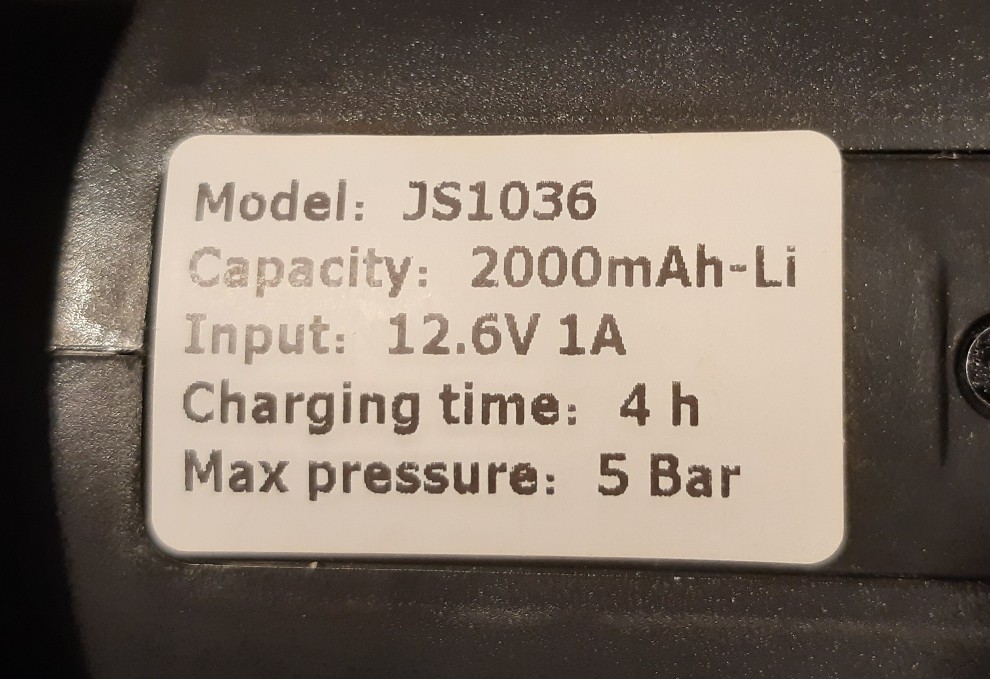 Model: JS1036
Capacity: 2000mAh-Li
Input: 12.6V 1A
Charging time: 4 h
Max pressure: 5 Bar